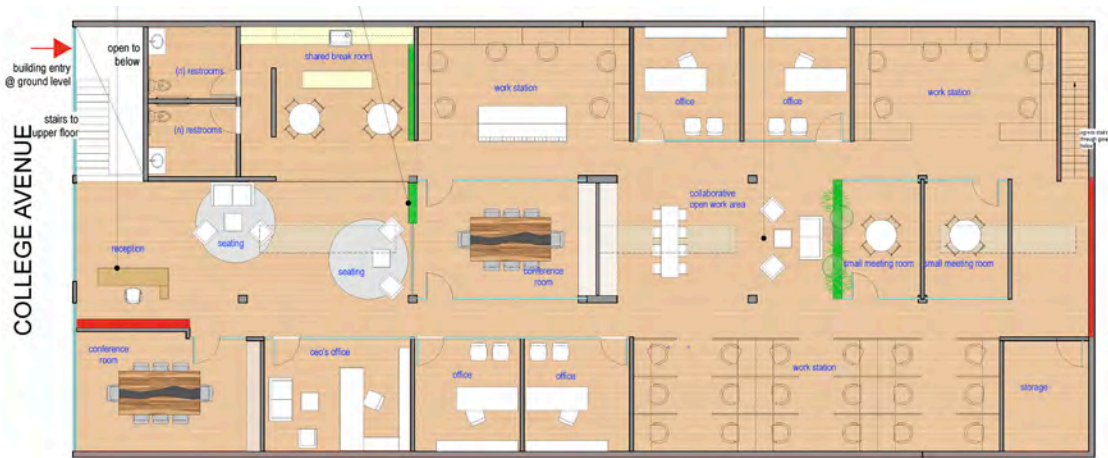 COLLEGE AVENUE
building entry
@ ground level
stairs to
upper floor
open to
below
(n) restrooms
(n) restrooms
shared break room
work station
office
office
work station
reception
seating
seating
conference
room
collaborative
open work area
small meeting room
small meeting room
conference
room
ceo's office
office
office
work station
storage